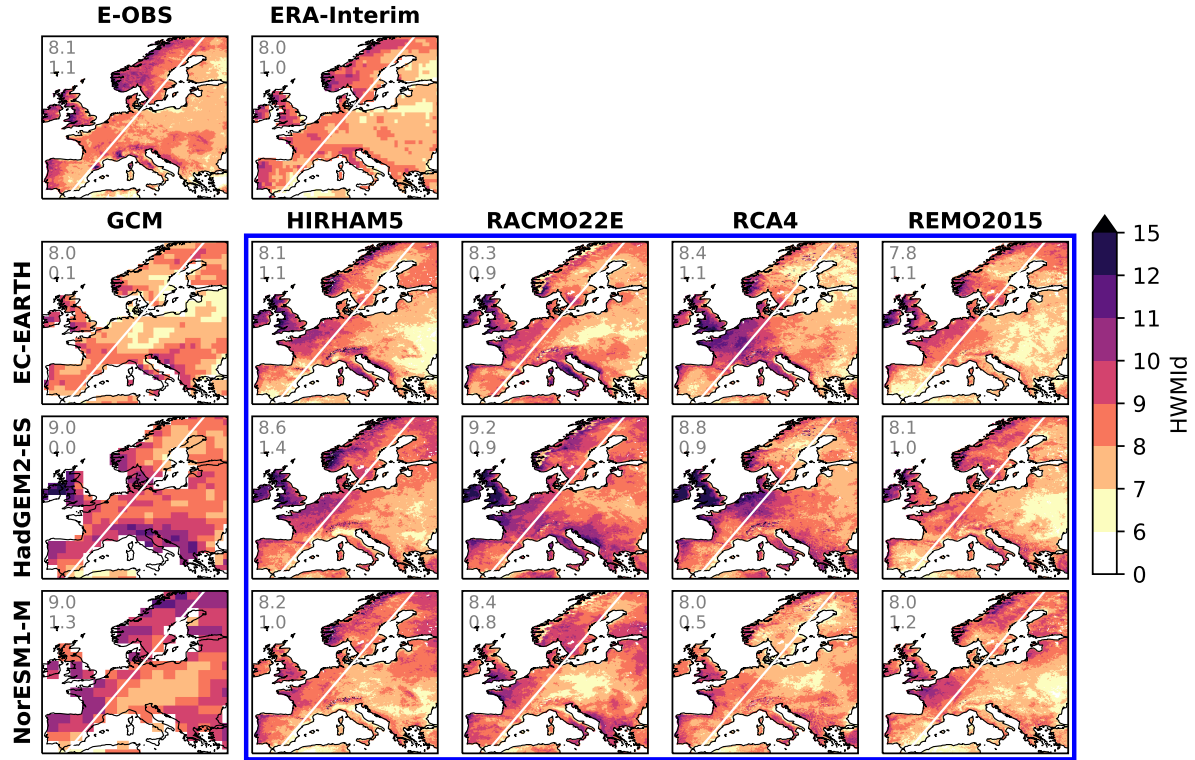 E-OBS ERA-Interim
8.1 8.0
1.1 1.0
GCM HIRHAM5 RACMO22E RCA4 REMO2015
EC-EARTH
8.0 8.1 8.3 8.4 7.8
0.1 1.1 0.9 1.1 1.1
HadGEM2-ES
9.0 8.6 9.2 8.8 8.1
0.0 1.4 0.9 0.9 1.0
NorESM1-M
9.0 8.2 8.4 8.0 8.0
1.3 1.0 0.8 0.5 1.2
15
12
11
10
9
8
7
6
0
HWMId